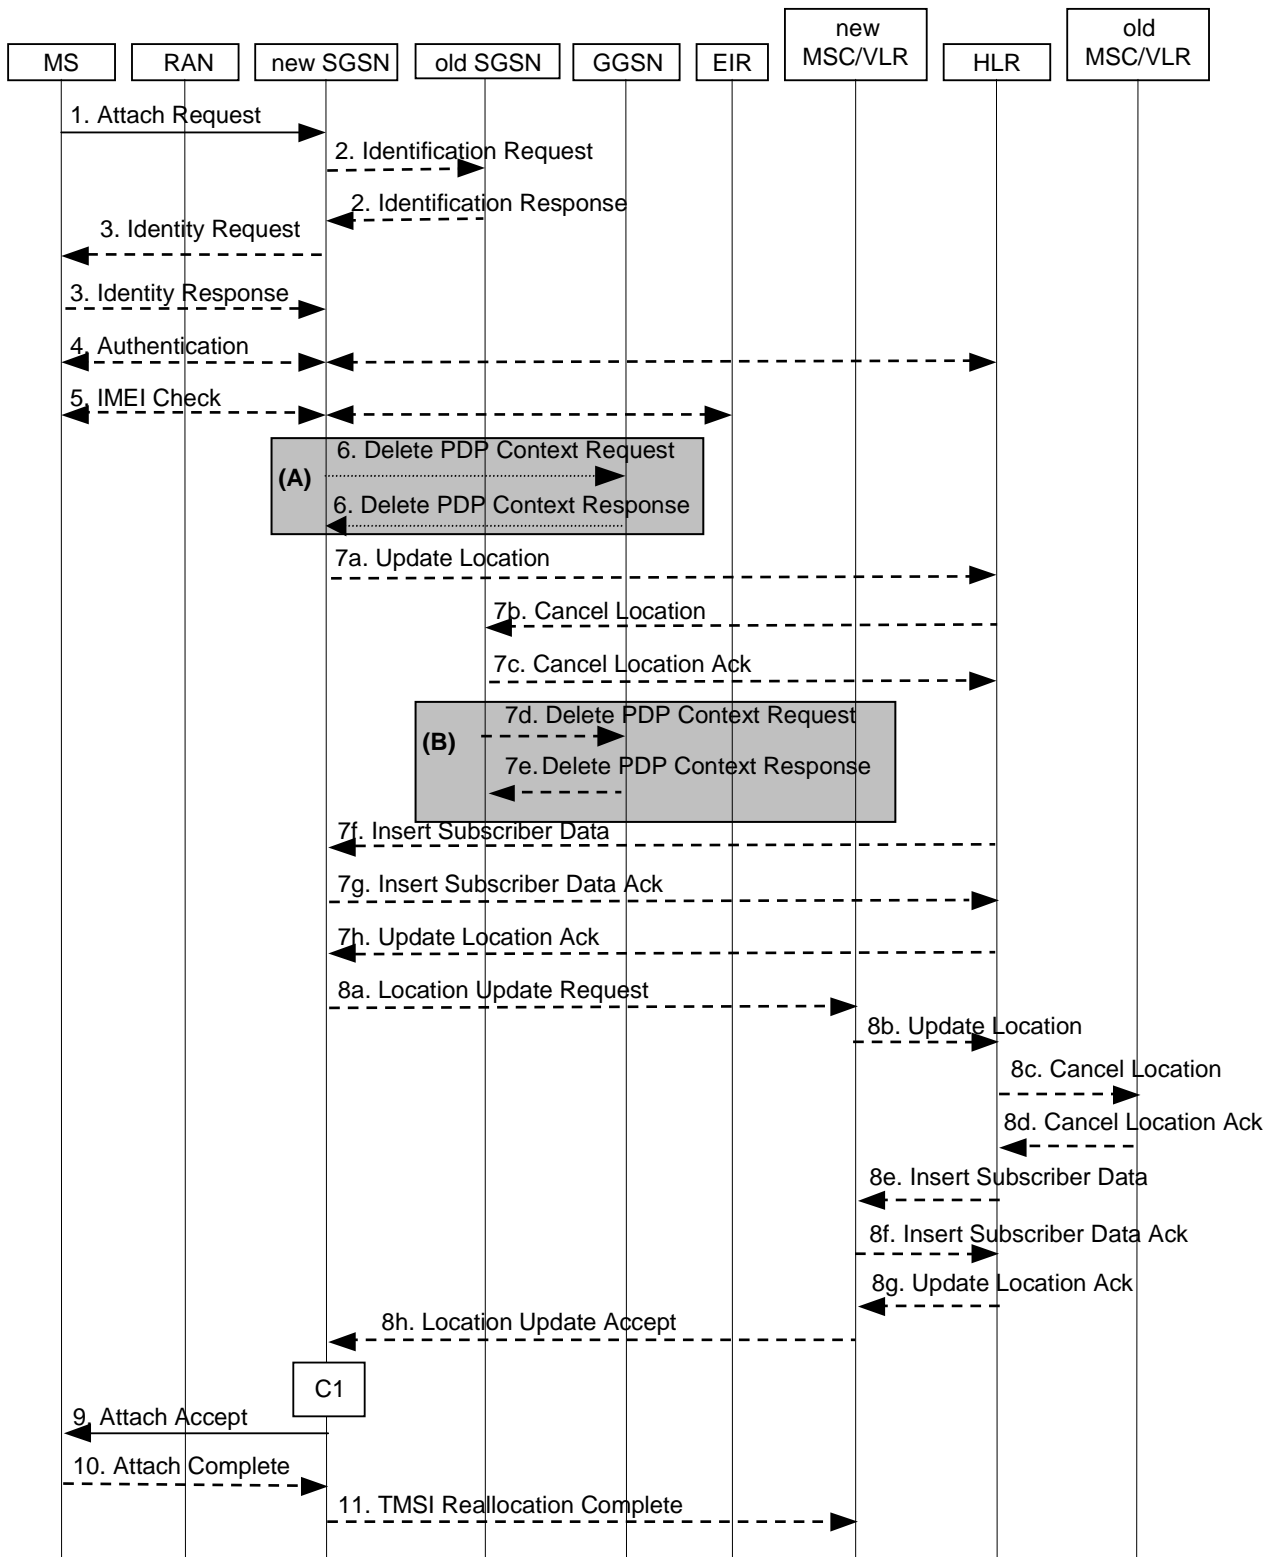 new
old
MS
RAN
new SGSN
old SGSN
GGSN
EIR
MSC/VLR
HLR
MSC/VLR
1. Attach Request
2. Identification Request
2. Identification Response
3. Identity Request
3. Identity Response
4. Authentication
5. IMEI Check
6. Delete PDP Context Request
(A)
6. Delete PDP Context Response
7a. Update Location
7b. Cancel Location
7c. Cancel Location Ack
7d. Delete PDP Context Request
(B)
7e. Delete PDP Context Response
7f. Insert Subscriber Data
7g. Insert Subscriber Data Ack
7h. Update Location Ack
8a. Location Update Request
8b. Update Location
8c. Cancel Location
8d. Cancel Location Ack
8e. Insert Subscriber Data
8f. Insert Subscriber Data Ack
8g. Update Location Ack
8h. Location Update Accept
C1
9. Attach Accept
10. Attach Complete
11. TMSI Reallocation Complete